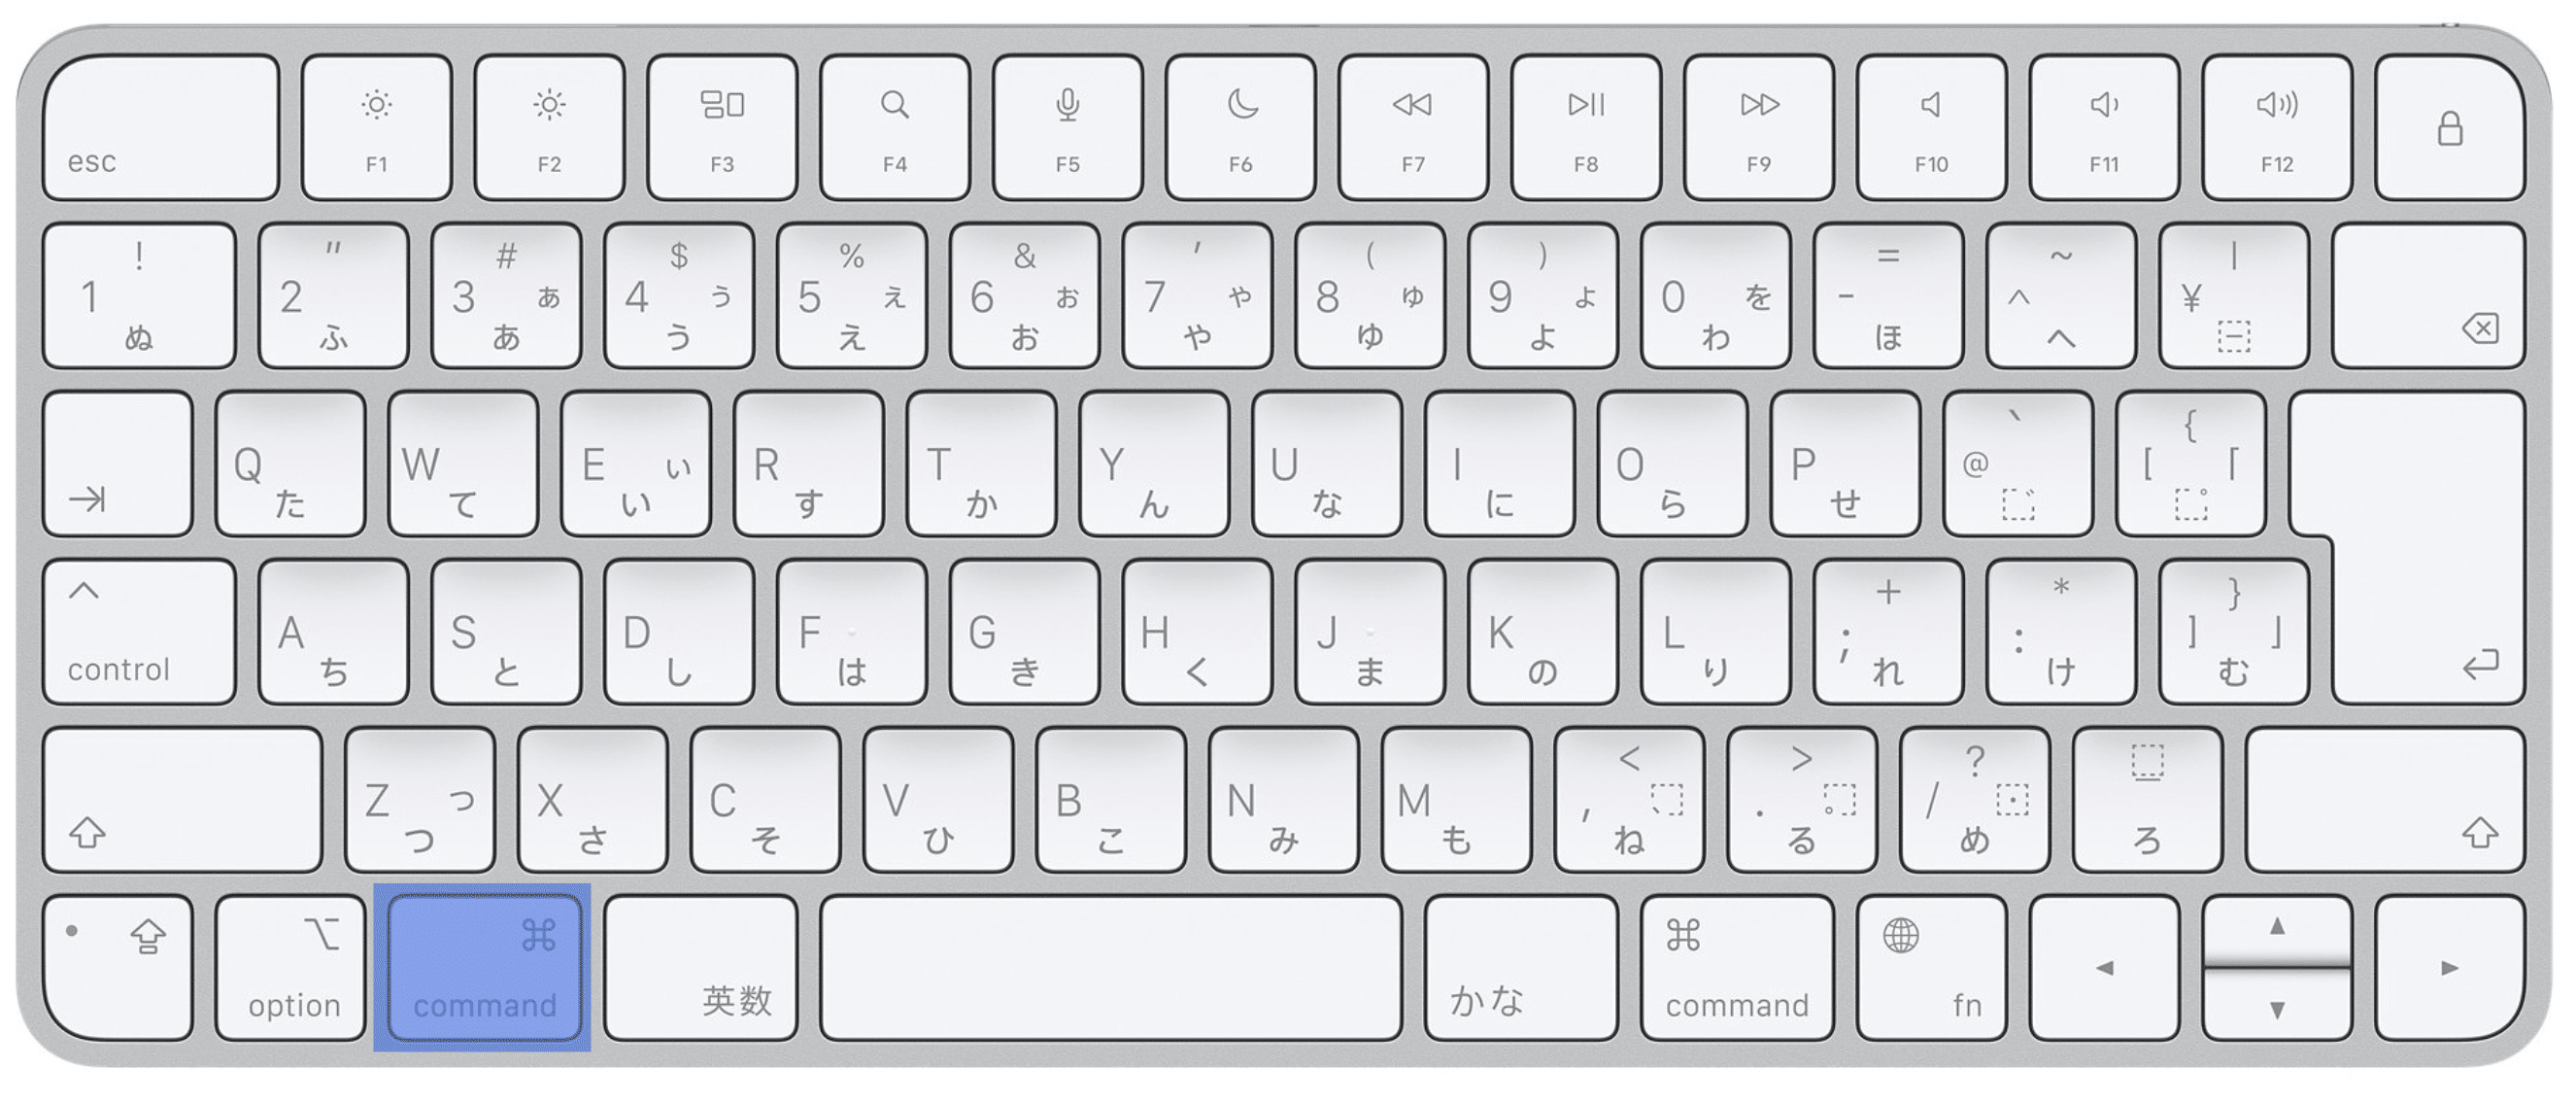 esc F1 F2 F3 F4 F5 F6 F7 F8 F9 F10 F11 F12
! " # $ % & ' ( ) = ~ |
1 2 3 ぁ 4 ぅ 5 ぇ 6 ぉ 7 ゃ 8 ゅ 9 ょ 0 を - ^ ¥
ぬ ふ あ う え お や ゆ よ わ ほ へ
` {
Q W E ぃ R T Y U I O P @ [ 「
た て い す か ん な に ら せ ゛ ゜
+ * }
A S D F G H J K L ; : ] 」
control ち と し は き く ま の り れ け む
< > ?
Z っ X C V B N M , 、 . 。 / ・ _
つ さ そ ひ こ み も ね る め ろ
⌥ ⌘ ⌘
option command 英数 かな command fn